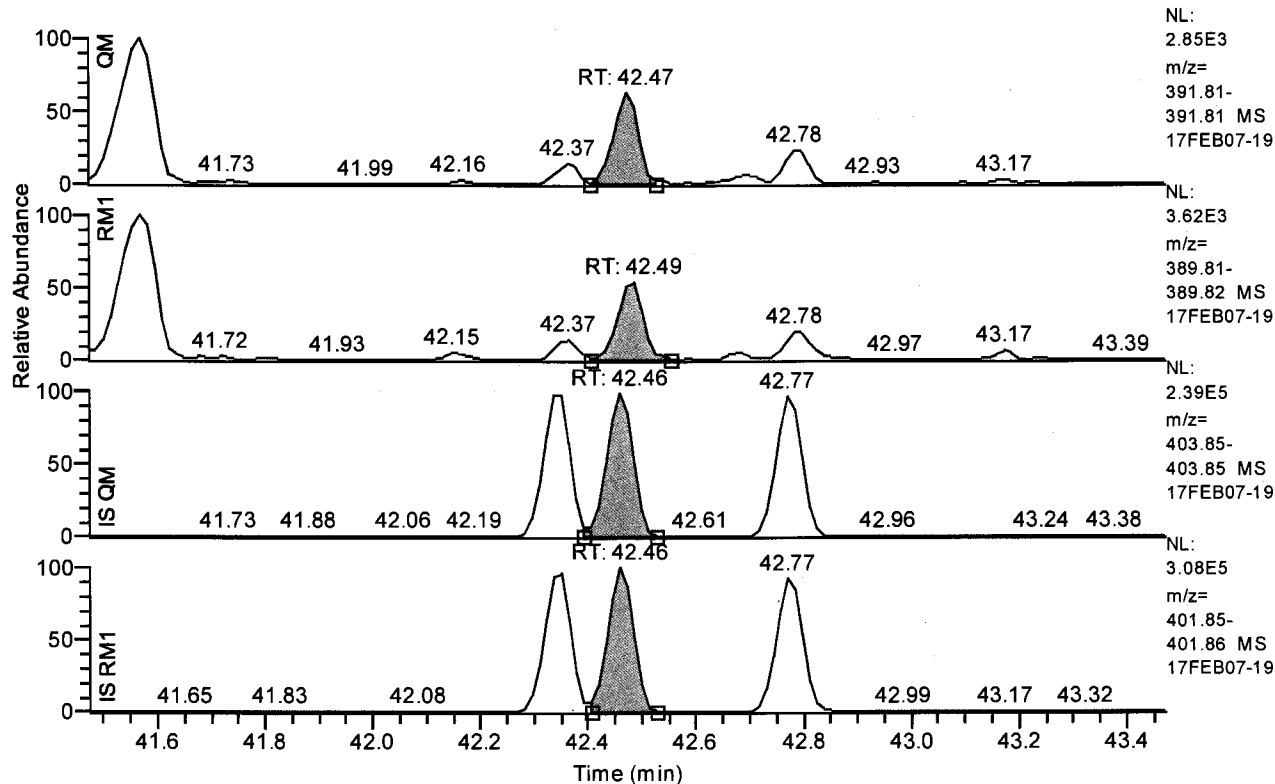 Relative Abundance
QM
100
50
0
41.73
41.99
42.16
42.37
RT: 42.47
42.78
42.93
43.17
NL:
2.85E3
m/z=
391.81-
391.81 MS
17FEB07-19
RM1
100
50
0
41.72
41.93
42.15
42.37
RT: 42.49
42.78
42.97
43.17
43.39
NL:
3.62E3
m/z=
389.81-
389.82 MS
17FEB07-19
IS QM
100
50
0
41.73
41.88
42.06
42.19
RT: 42.46
42.61
42.77
42.96
43.24
43.38
NL:
2.39E5
m/z=
403.85-
403.85 MS
17FEB07-19
IS RM1
100
50
0
41.65
41.83
42.08
RT: 42.46
42.77
42.99
43.17
43.32
NL:
3.08E5
m/z=
401.85-
401.86 MS
17FEB07-19
41.6 41.8 42.0 42.2 42.4 42.6 42.8 43.0 43.2 43.4
Time (min)